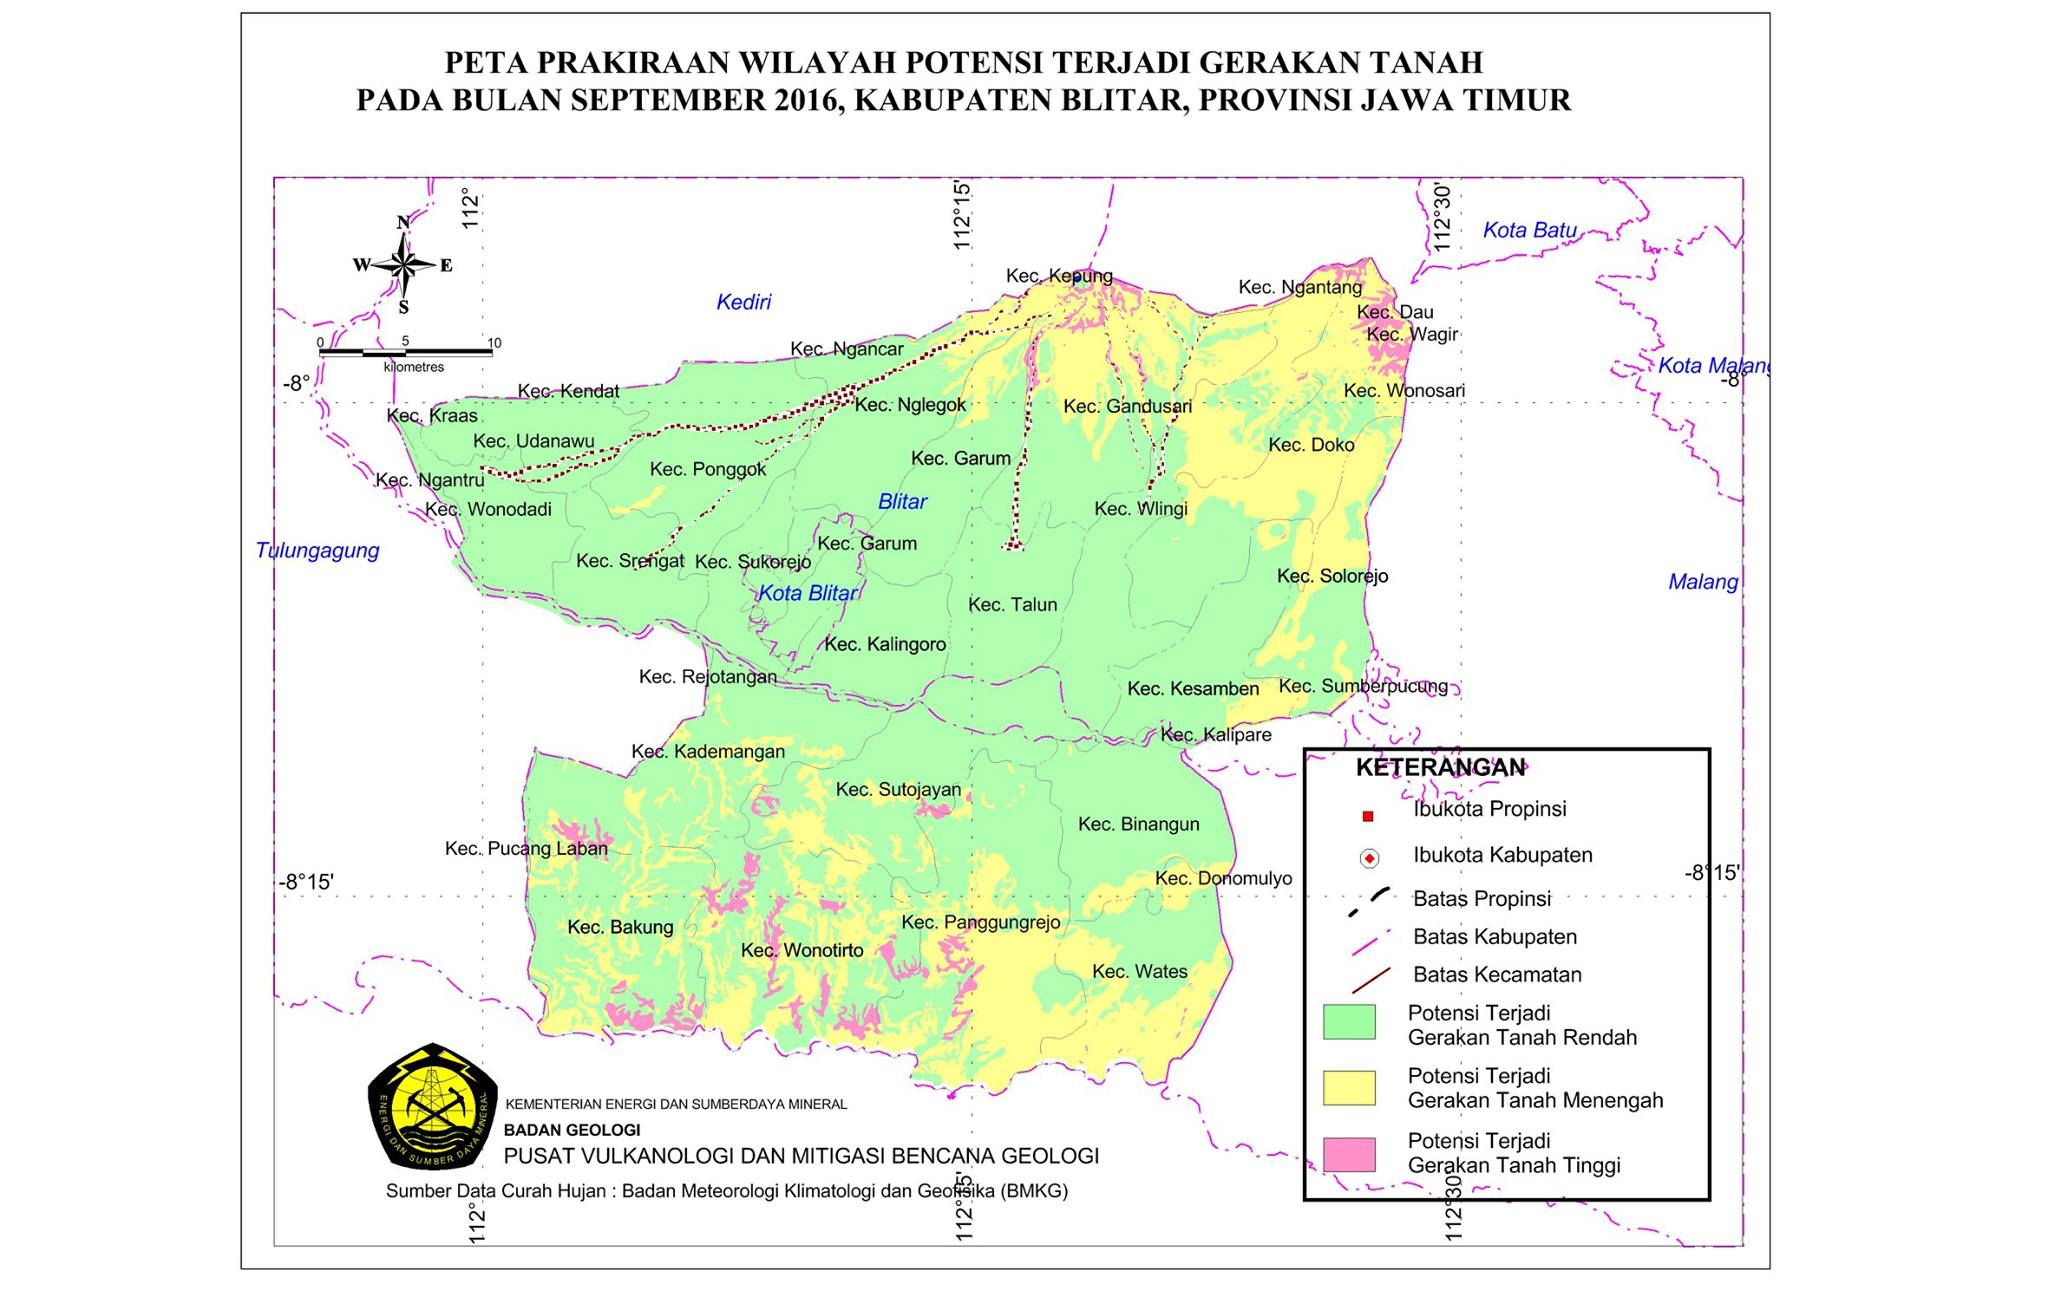 PETA PRAKIRAAN WILAYAH POTENSI TERJADI GERAKAN TANAH
PADA BULAN SEPTEMBER 2016, KABUPATEN BLITAR, PROVINSI JAWA TIMUR
112°
112°15'
112°30'
Kota Batu
N
W E
S
Kec. Kepung
Kec. Ngantang
Kediri
Kec. Dau
Kec. Wagir
0 5 10
kilometres
Kec. Ngancar
Kota Malang
-8°
-8°
Kec. Kendat
Kec. Wonosari
Kec. Kraas
Kec. Nglegok
Kec. Gandusari
Kec. Udanawu
Kec. Doko
Kec. Ponggok
Kec. Garum
Kec. Ngantru
Blitar
Kec. Wonodadi
Kec. Wlingi
Tulungagung
Kec. Garum
Kec. Srengat
Kec. Sukorejo
Kec. Solorejo
Malang
Kota Blitar
Kec. Talun
Kec. Kalingoro
Kec. Rejotangan
Kec. Kesamben
Kec. Sumberpucung
Kec. Kalipare
Kec. Kademangan
Kec. Sutojayan
Kec. Binangun
Kec. Pucang Laban
Kec. Donomulyo
-8°15'
-8°15'
Kec. Bakung
Kec. Panggungrejo
Kec. Wonotirto
Kec. Wates
KETERANGAN
Ibukota Propinsi
Ibukota Kabupaten
Batas Propinsi
Batas Kabupaten
Batas Kecamatan
Potensi Terjadi
Gerakan Tanah Rendah
Potensi Terjadi
Gerakan Tanah Menengah
Potensi Terjadi
Gerakan Tanah Tinggi
ENERGI DAN SUMBER DAYA MINERAL
KEMENTERIAN ENERGI DAN SUMBERDAYA MINERAL
BADAN GEOLOGI
PUSAT VULKANOLOGI DAN MITIGASI BENCANA GEOLOGI
Sumber Data Curah Hujan : Badan Meteorologi Klimatologi dan Geofisika (BMKG)
112°
112°15'
112°30'